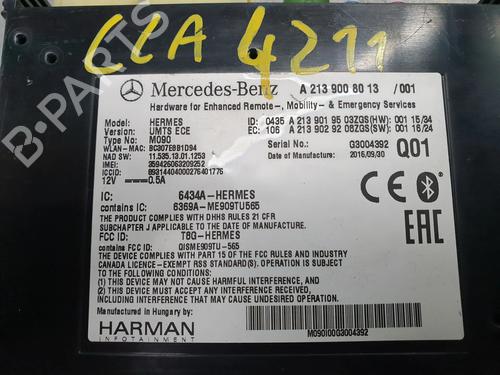 CLA 4211
B-PARTS
Mercedes-Benz A 213 900 80 13 /001
Hardware for Enhanced Remote-, Mobility- & Emergency Services
Model: HERMES ID: 0435 A 213 901 95 03ZGS(HW) 001 15/34
Version: UMTS ECE EC: 106 A 213 902 92 06ZGS(SW) 001 16/24
Type: M090 Serial No.: G3004392
WLAN-MAC: BC307EBB1D94 Date of Manufacture: 2016/09/30 Q01
NAD SW: 11.535.13.01.1253
IMEI: 359426063209252
ICCID: 89314404000276401776
12V 0.5A
IC: 6434A-HERMES
contains IC: 6369A-ME909TU565
THE PRODUCT COMPLIES WITH DHHS RULES 21 CFR
SUBCHAPTER J APPLICABLE TO THE DATE OF MANUFACTURE.
FCC ID: T8G-HERMES
contains FCC ID: QISME909TU-565
THE DEVICE COMPLIES WITH PART 15 OF THE FCC RULES AND INDUSTRY
CANADA LICENCE-EXEMPT RSS STANDARD(S). OPERATION IS
SUBJECT TO THE FOLLOWING TWO CONDITIONS:
(1) THIS DEVICE MAY NOT CAUSE HARMFUL INTERFERENCE, AND
(2) THIS DEVICE MUST ACCEPT ANY INTERFERENCE RECEIVED,
INCLUDING INTERFERENCE THAT MAY CAUSE UNDESIRED OPERATION.
CE
EAC
Manufactured in Hungary by:
HARMAN
INFOTAINMENT
M090I00G3004392